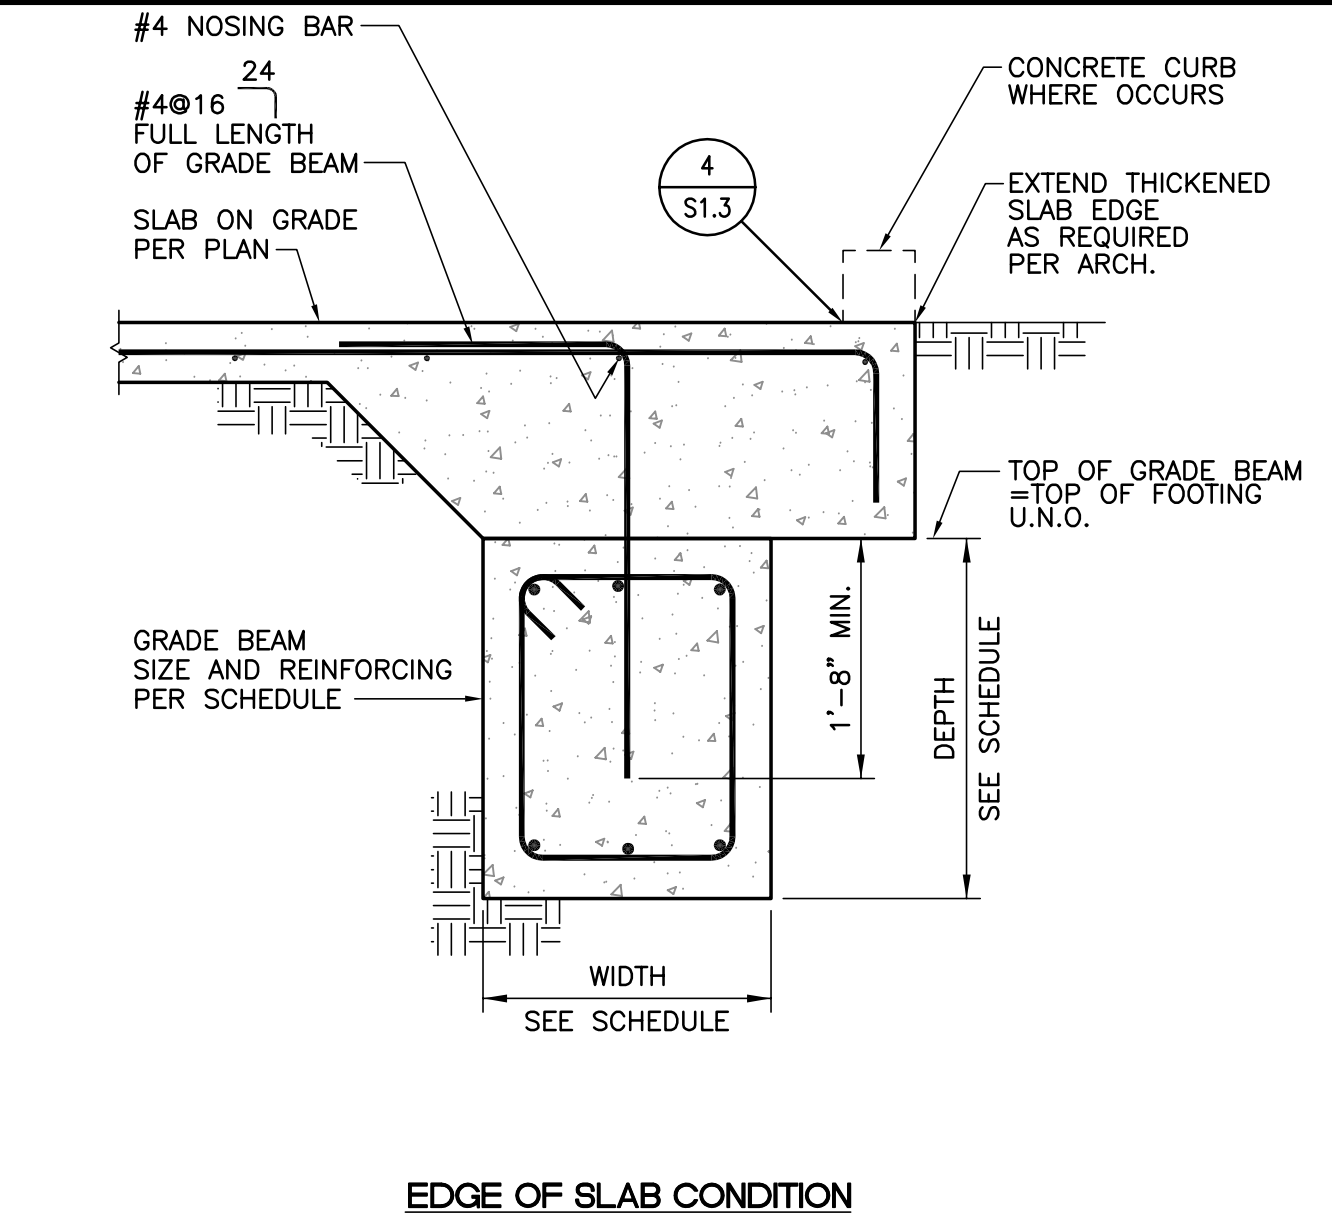 #4 NOSING BAR
24
#4@16
FULL LENGTH
OF GRADE BEAM
SLAB ON GRADE
PER PLAN
4
S1.3
CONCRETE CURB
WHERE OCCURS
EXTEND THICKENED
SLAB EDGE
AS REQUIRED
PER ARCH.
TOP OF GRADE BEAM
=TOP OF FOOTING
U.N.O.
GRADE BEAM
SIZE AND REINFORCING
PER SCHEDULE
1'-8" MIN.
DEPTH
SEE SCHEDULE
WIDTH
SEE SCHEDULE
EDGE OF SLAB CONDITION